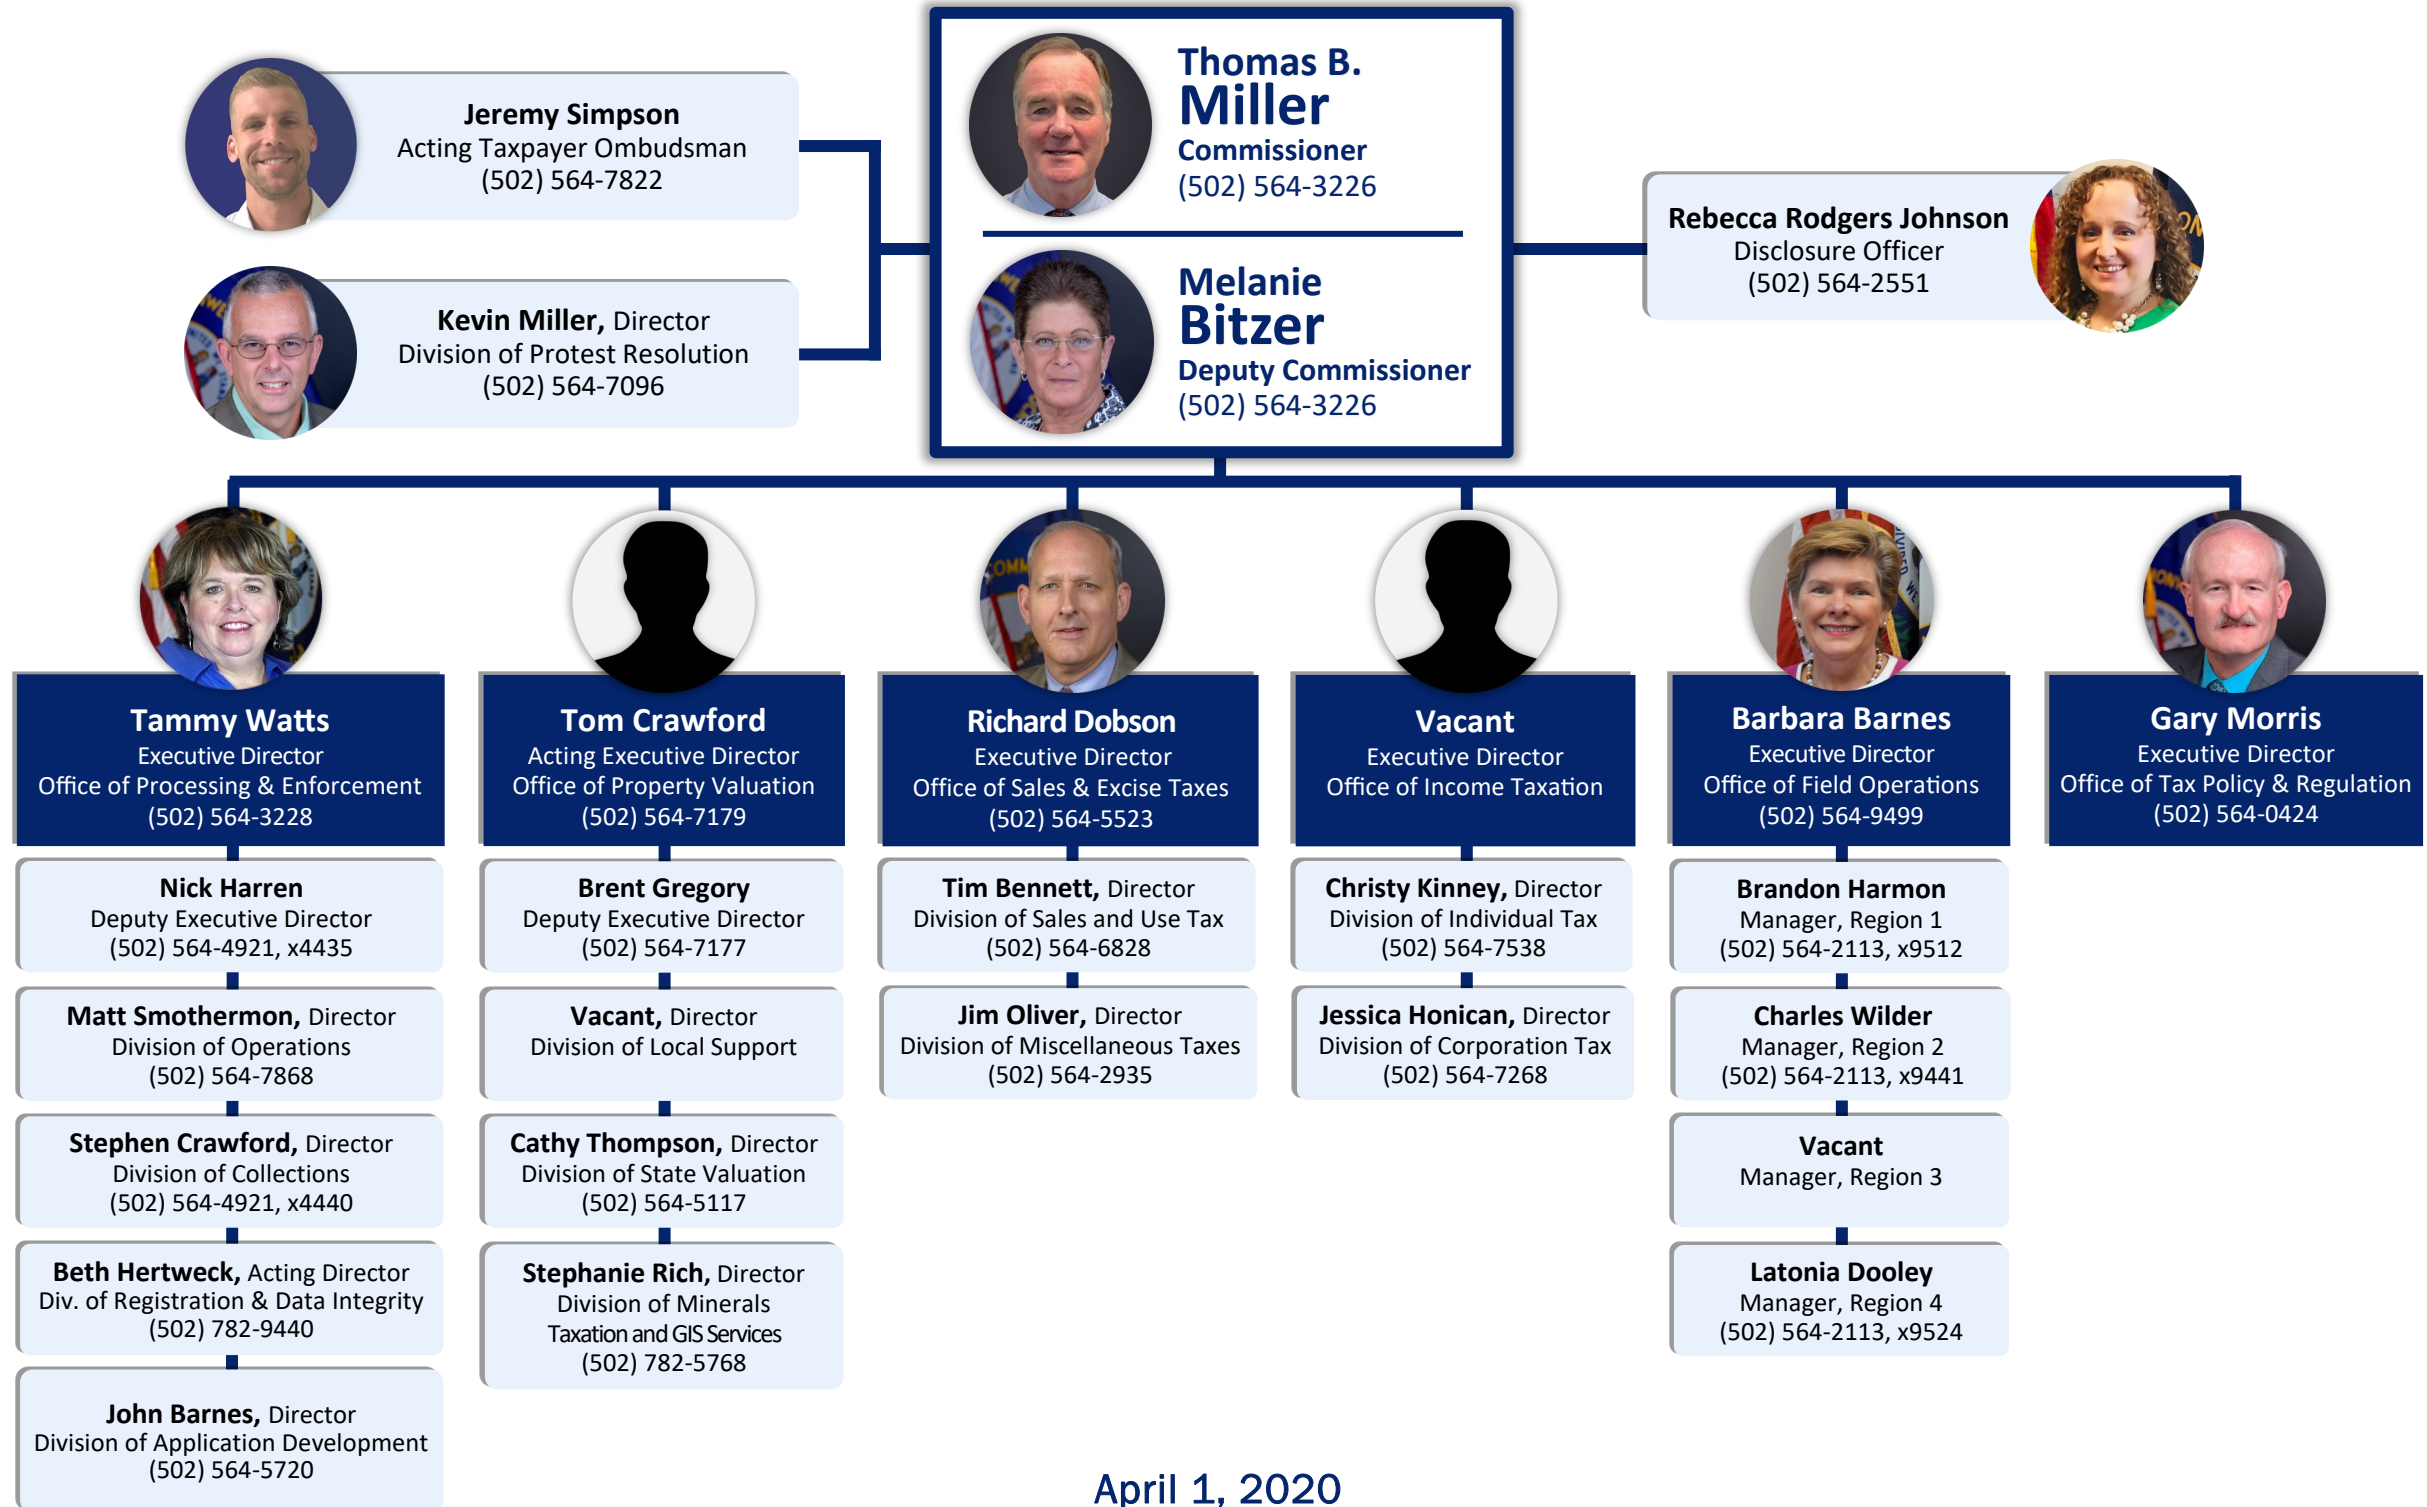 Thomas B.
Miller
Commissioner
(502) 564-3226
Melanie
Bitzer
Deputy Commissioner
(502) 564-3226
Jeremy Simpson
Acting Taxpayer Ombudsman
(502) 564-7822
Kevin Miller, Director
Division of Protest Resolution
(502) 564-7096
Rebecca Rodgers Johnson
Disclosure Officer
(502) 564-2551
Tammy Watts
Executive Director
Office of Processing & Enforcement
(502) 564-3228
Nick Harren
Deputy Executive Director
(502) 564-4921, x4435
Matt Smothermon, Director
Division of Operations
(502) 564-7868
Stephen Crawford, Director
Division of Collections
(502) 564-4921, x4440
Beth Hertweck, Acting Director
Div. of Registration & Data Integrity
(502) 782-9440
John Barnes, Director
Division of Application Development
(502) 564-5720
Tom Crawford
Acting Executive Director
Office of Property Valuation
(502) 564-7179
Brent Gregory
Deputy Executive Director
(502) 564-7177
Vacant, Director
Division of Local Support
Cathy Thompson, Director
Division of State Valuation
(502) 564-5117
Stephanie Rich, Director
Division of Minerals
Taxation and GIS Services
(502) 782-5768
Richard Dobson
Executive Director
Office of Sales & Excise Taxes
(502) 564-5523
Tim Bennett, Director
Division of Sales and Use Tax
(502) 564-6828
Jim Oliver, Director
Division of Miscellaneous Taxes
(502) 564-2935
Vacant
Executive Director
Office of Income Taxation
Christy Kinney, Director
Division of Individual Tax
(502) 564-7538
Jessica Honican, Director
Division of Corporation Tax
(502) 564-7268
Barbara Barnes
Executive Director
Office of Field Operations
(502) 564-9499
Brandon Harmon
Manager, Region 1
(502) 564-2113, x9512
Charles Wilder
Manager, Region 2
(502) 564-2113, x9441
Vacant
Manager, Region 3
Latonia Dooley
Manager, Region 4
(502) 564-2113, x9524
Gary Morris
Executive Director
Office of Tax Policy & Regulation
(502) 564-0424
April 1, 2020